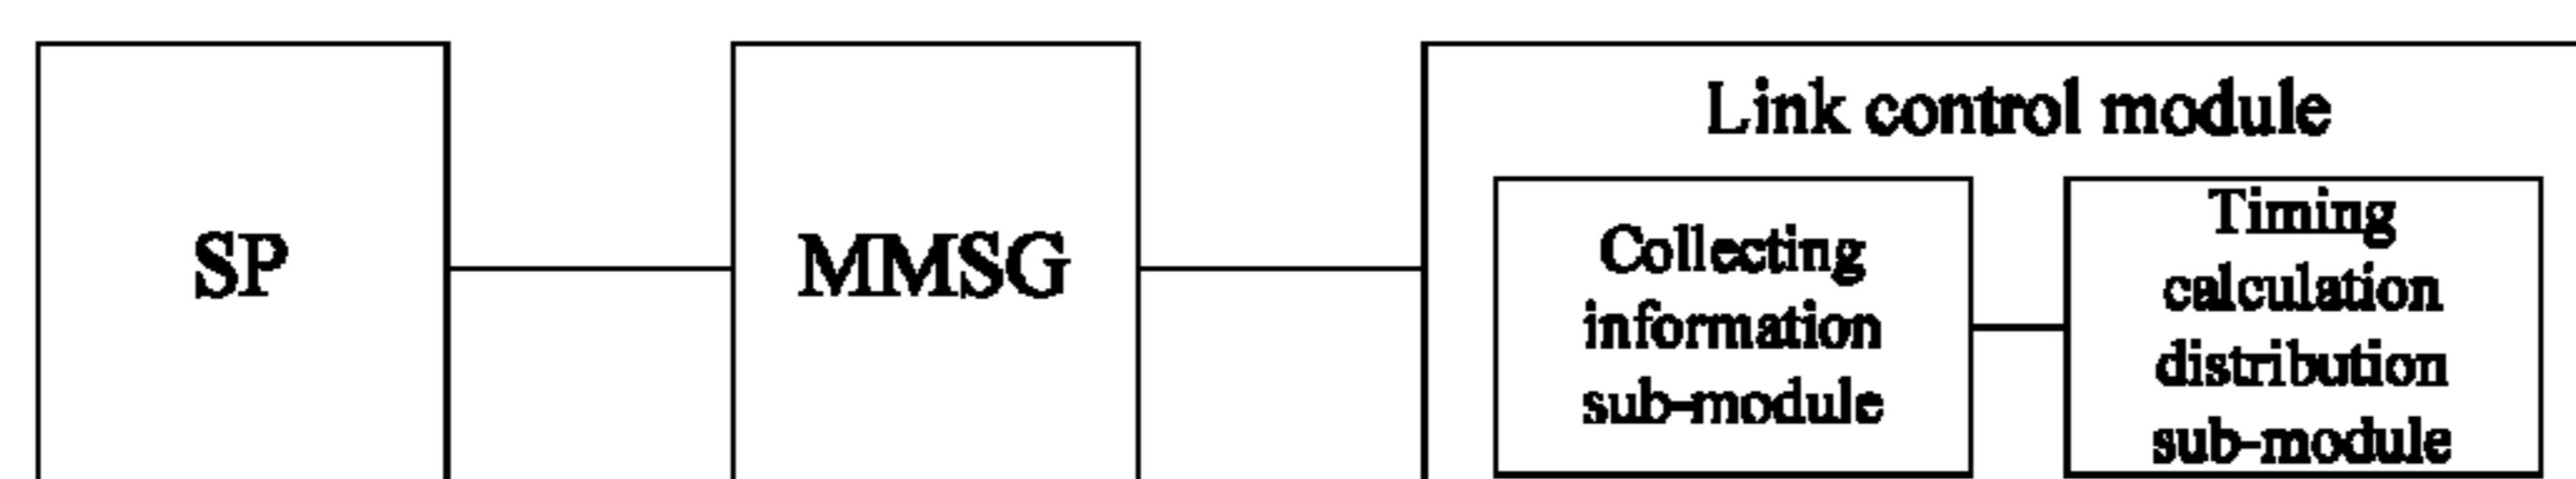 SP
MMSG
Link control module
Collecting
information
sub-module
Timing
calculation
distribution
sub-module